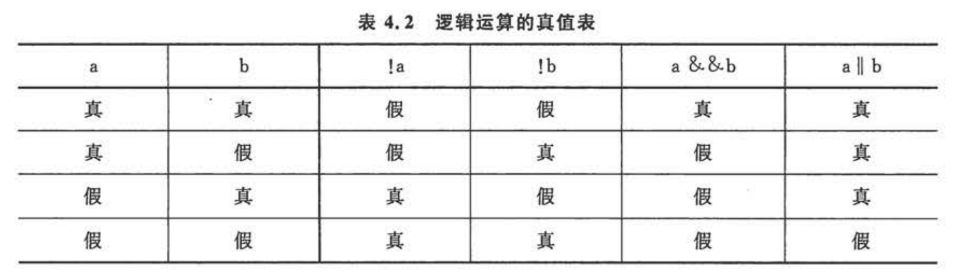 表 4.2 逻辑运算的真值表
a b !a !b a &&b a‖b
真 真 假 假 真 真
真 假 假 真 假 真
假 真 真 假 假 真
假 假 真 真 假 假